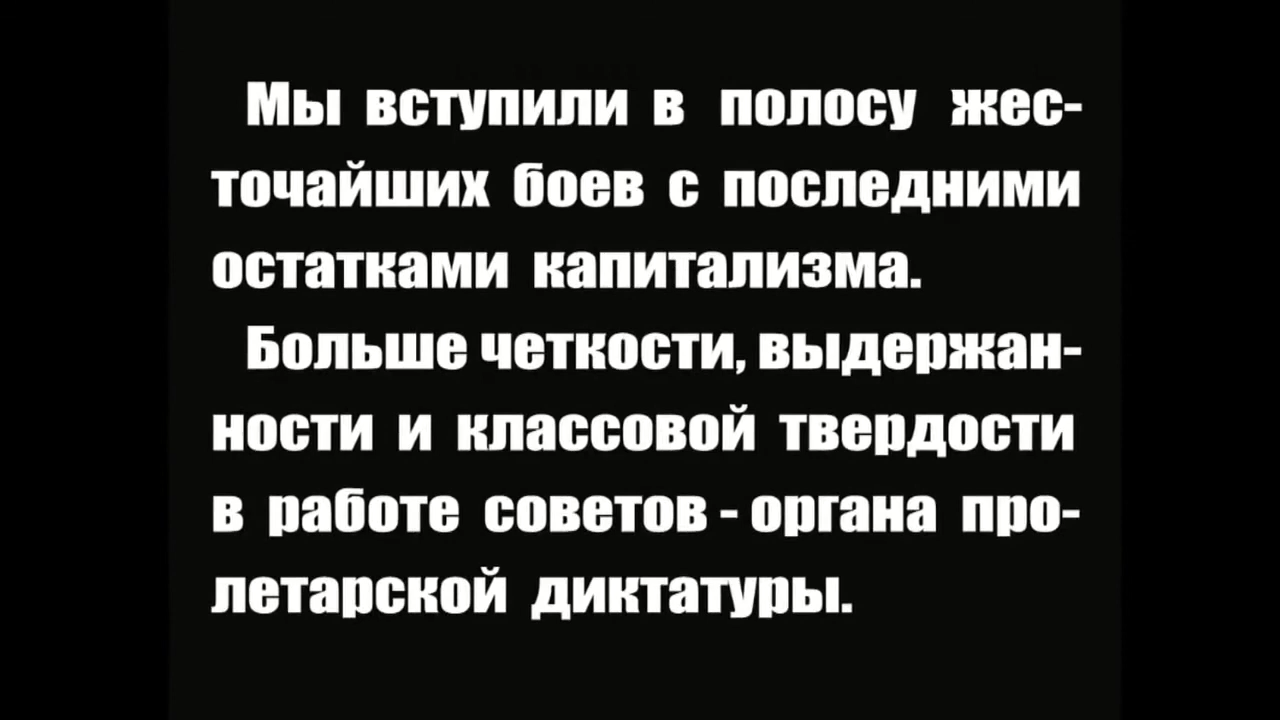 Мы вступили в полосу жес-
точайших боев с последними
остатками капитализма.
Больше четкости, выдержан-
ности и классовой твердости
в работе советов - органа про-
летарской диктатуры.